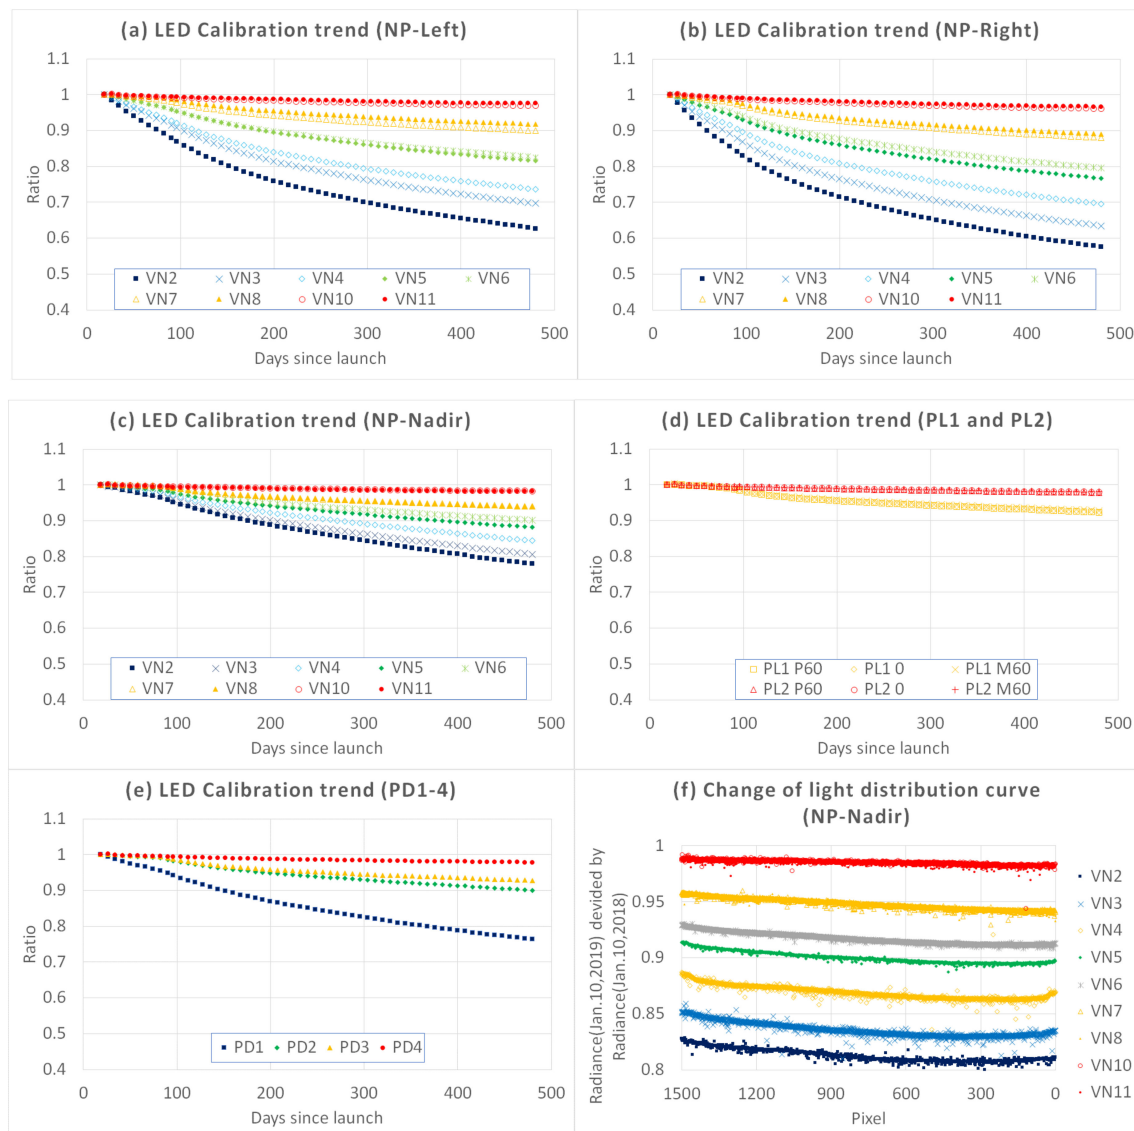 (a) LED Calibration trend (NP-Left)
1.1
1
0.9
0.8
0.7
0.6
0.5
0.4
Ratio
VN2 VN3 VN4 VN5 VN6
VN7 VN8 VN10 VN11
0 100 200 300 400 500
Days since launch
(b) LED Calibration trend (NP-Right)
1.1
1
0.9
0.8
0.7
0.6
0.5
0.4
Ratio
VN2 VN3 VN4 VN5 VN6
VN7 VN8 VN10 VN11
0 100 200 300 400 500
Days since launch
(c) LED Calibration trend (NP-Nadir)
1.1
1
0.9
0.8
0.7
0.6
0.5
0.4
Ratio
VN2 VN3 VN4 VN5 VN6
VN7 VN8 VN10 VN11
0 100 200 300 400 500
Days since launch
(d) LED Calibration trend (PL1 and PL2)
1.1
1
0.9
0.8
0.7
0.6
0.5
0.4
Ratio
PL1 P60 PL1 0 PL1 M60
PL2 P60 PL2 0 PL2 M60
0 100 200 300 400 500
Days since launch
(e) LED Calibration trend (PD1-4)
1.1
1
0.9
0.8
0.7
0.6
0.5
0.4
Ratio
PD1 PD2 PD3 PD4
0 100 200 300 400 500
Days since launch
(f) Change of light distribution curve
(NP-Nadir)
Radiance(Jan.10,2019) devided by
Radiance(Jan.10,2018)
1
0.95
0.9
0.85
0.8
1500 1200 900 600 300 0
Pixel
VN2
VN3
VN4
VN5
VN6
VN7
VN8
VN10
VN11